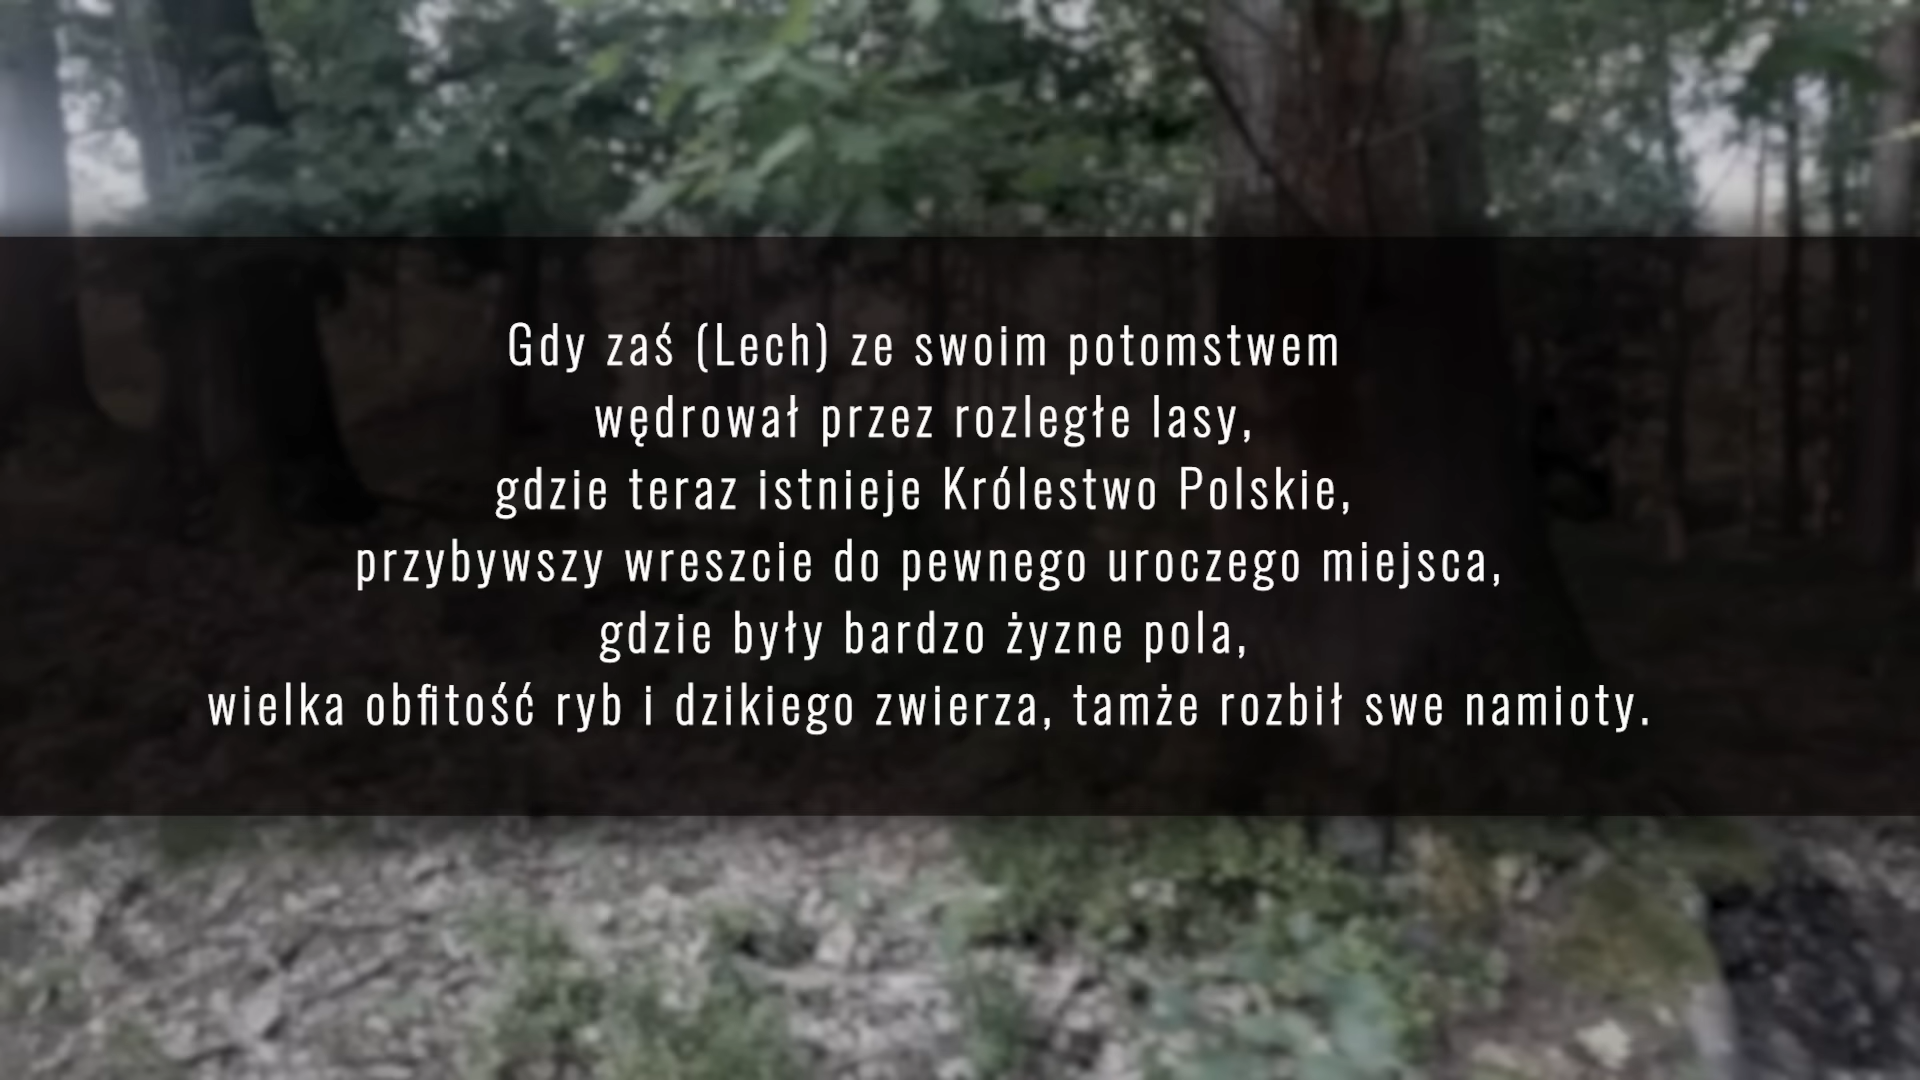 Gdy zaś (Lech) ze swoim potomstwem
wędrował przez rozległe lasy,
gdzie teraz istnieje Królestwo Polskie,
przybywszy wreszcie do pewnego uroczego miejsca,
gdzie były bardzo żyzne pola,
wielka obfitość ryb i dzikiego zwierza, tamże rozbił swe namioty.